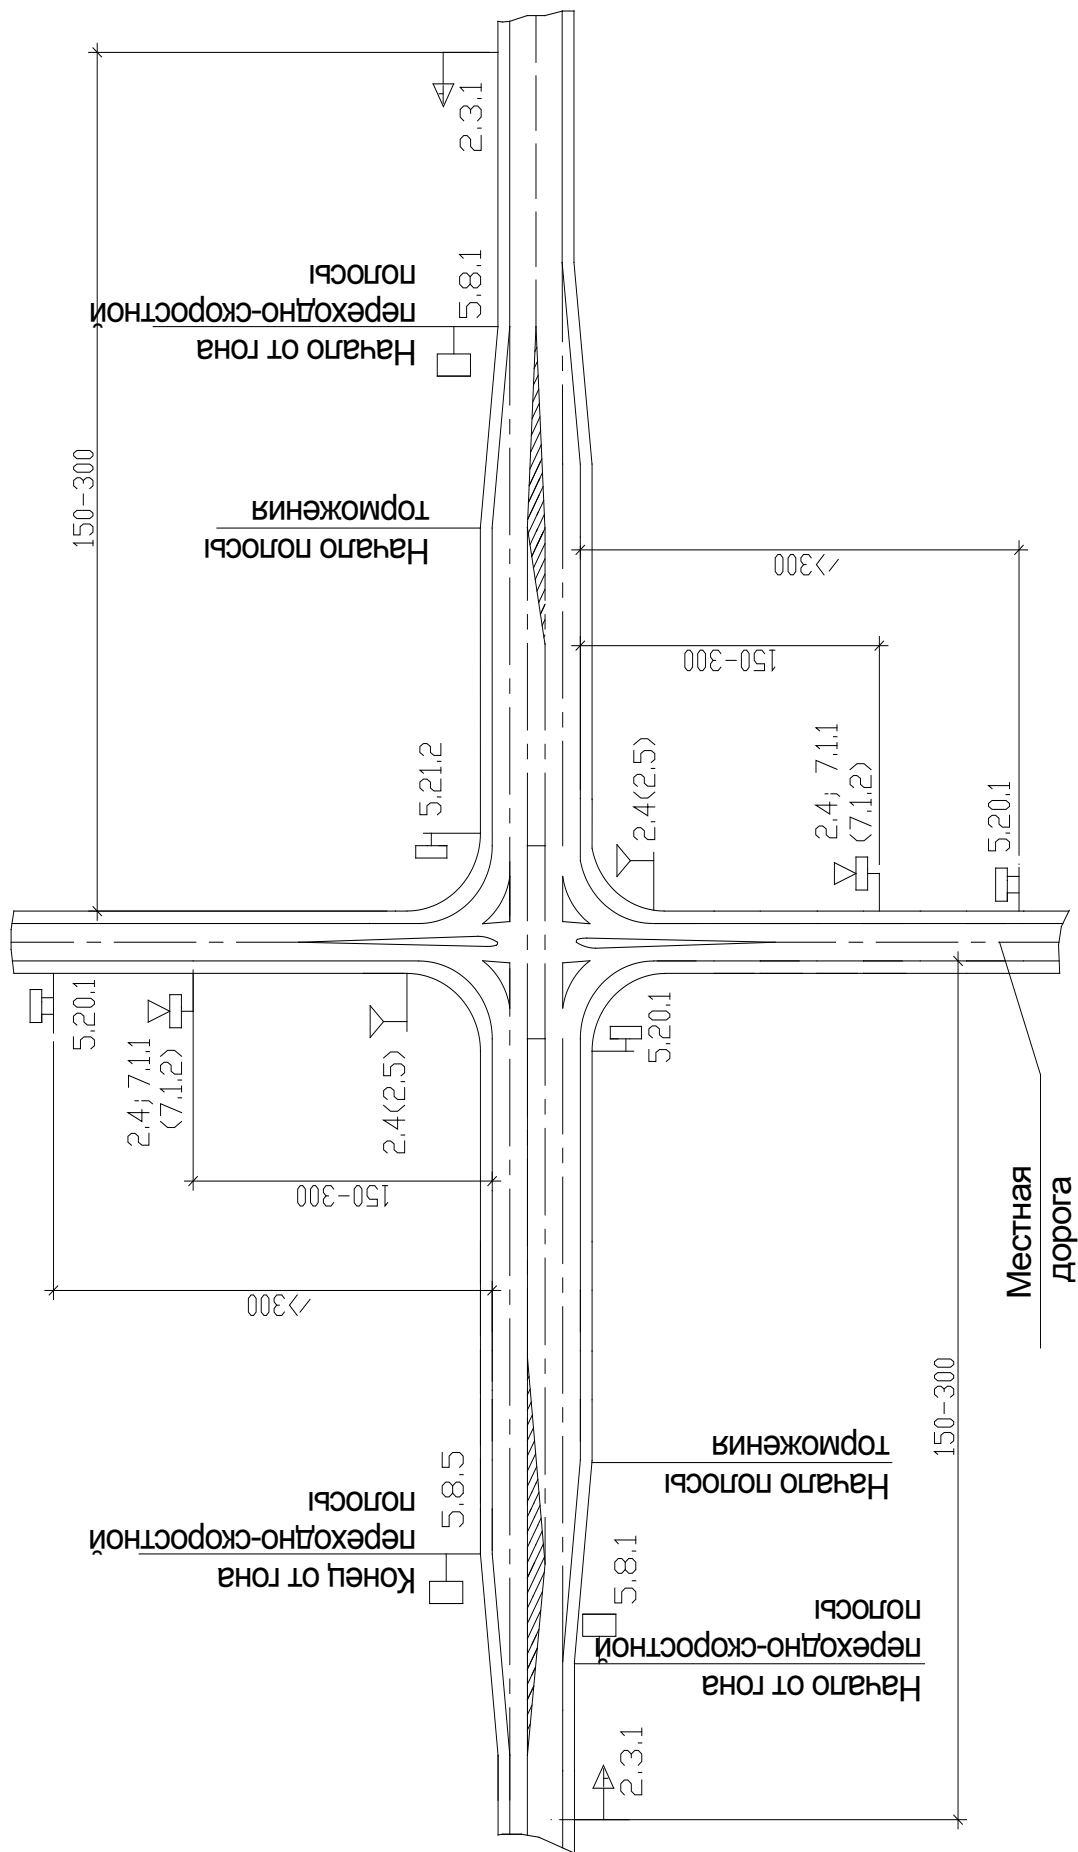 2.3.1
5.8.1
Начало от гона
переходно-скоростной
полосы
150-300
Начало полосы
торможения
>300
150-300
5.21.2
2.4(2.5)
2.4; 7.1.1
(7.1.2)
5.20.1
5.20.1
2.4; 7.1.1
(7.1.2)
2.4(2.5)
5.20.1
150-300
>300
Местная
дорога
150-300
5.8.5
Конец от гона
переходно-скоростной
полосы
Начало полосы
торможения
5.8.1
Начало от гона
переходно-скоростной
полосы
2.3.1